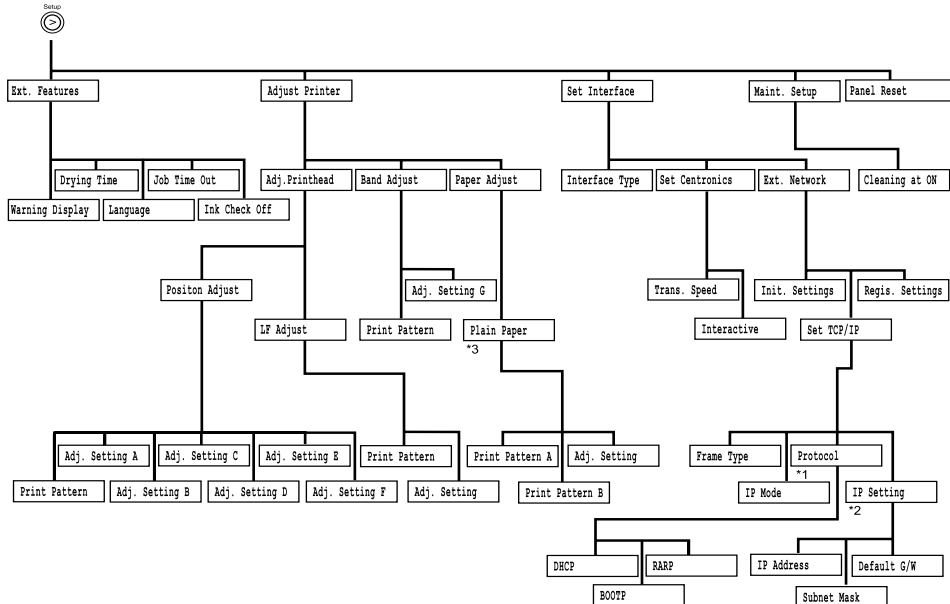 Setup
>
Ext. Features
Adjust Printer
Set Interface
Maint. Setup
Panel Reset
Drying Time
Job Time Out
Adj.Printhead
Band Adjust
Paper Adjust
Interface Type
Set Centronics
Ext. Network
Cleaning at ON
Warning Display
Language
Ink Check Off
Positon Adjust
Adj. Setting G
Trans. Speed
Init. Settings
Regis. Settings
LF Adjust
Print Pattern
Plain Paper
Interactive
Set TCP/IP
*3
Adj. Setting A
Adj. Setting C
Adj. Setting E
Print Pattern
Print Pattern A
Adj. Setting
Frame Type
Protocol
*1
Print Pattern
Adj. Setting B
Adj. Setting D
Adj. Setting F
Adj. Setting
Print Pattern B
IP Mode
IP Setting
*2
DHCP
RARP
IP Address
Default G/W
BOOTP
Subnet Mask